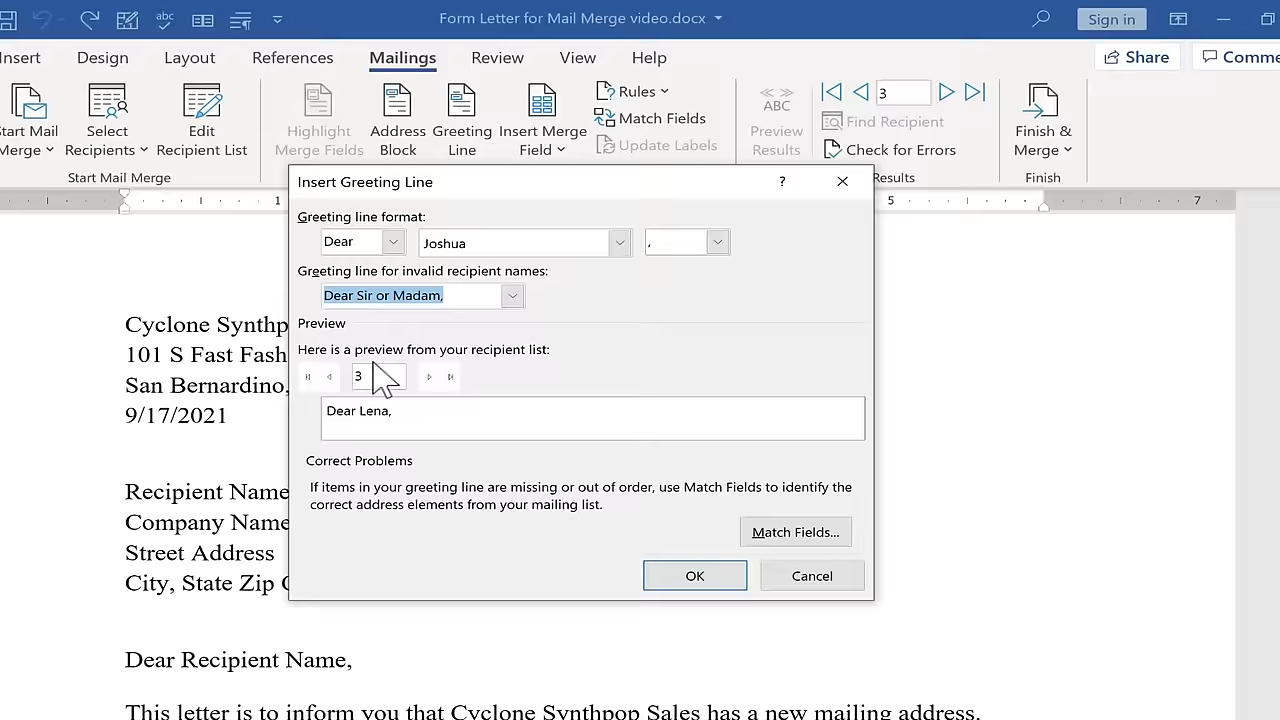 Form Letter for Mail Merge video.docx
Sign in
nsert Design Layout References Mailings Review View Help Share Comme
abc
tart Mail Merge
Select Recipients
Edit Recipient List
Start Mail Merge
Highlight Merge Fields
Address Block
Greeting Line
Insert Merge Field
Rules
Match Fields
Update Labels
ABC
Preview Results
3
Find Recipient
Check for Errors
Results
Finish & Merge
Finish
1 5 7
Insert Greeting Line ?
Greeting line format:
Dear Joshua ,
Greeting line for invalid recipient names:
Dear Sir or Madam,
Preview
Here is a preview from your recipient list:
3
Dear Lena,
Correct Problems
If items in your greeting line are missing or out of order, use Match Fields to identify the
correct address elements from your mailing list.
Match Fields...
OK Cancel
Cyclone Synthp
101 S Fast Fash
San Bernardino,
9/17/2021
Recipient Name
Company Name
Street Address
City, State Zip C
Dear Recipient Name,
This letter is to inform you that Cyclone Synthpop Sales has a new mailing address.